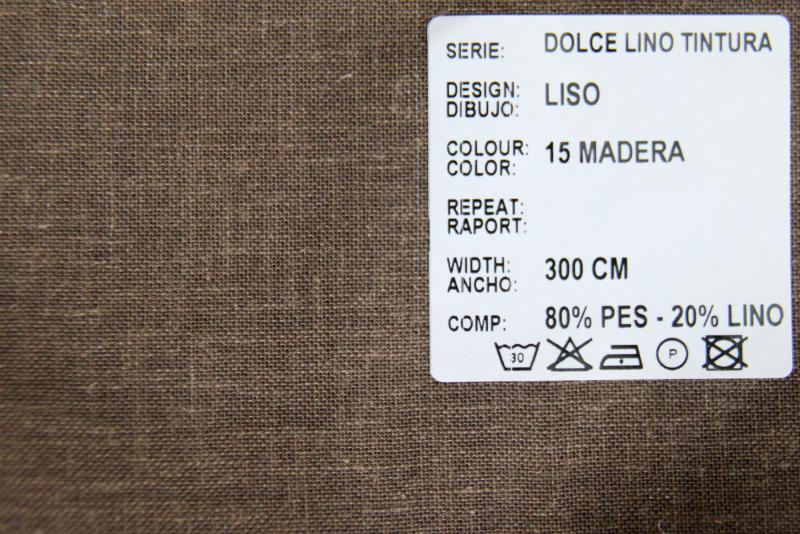 SERIE: DOLCE LINO TINTURA
DESIGN:
DIBUJO: LISO
COLOUR:
COLOR: 15 MADERA
REPEAT:
RAPORT:
WIDTH:
ANCHO: 300 CM
COMP: 80% PES - 20% LINO
30 P